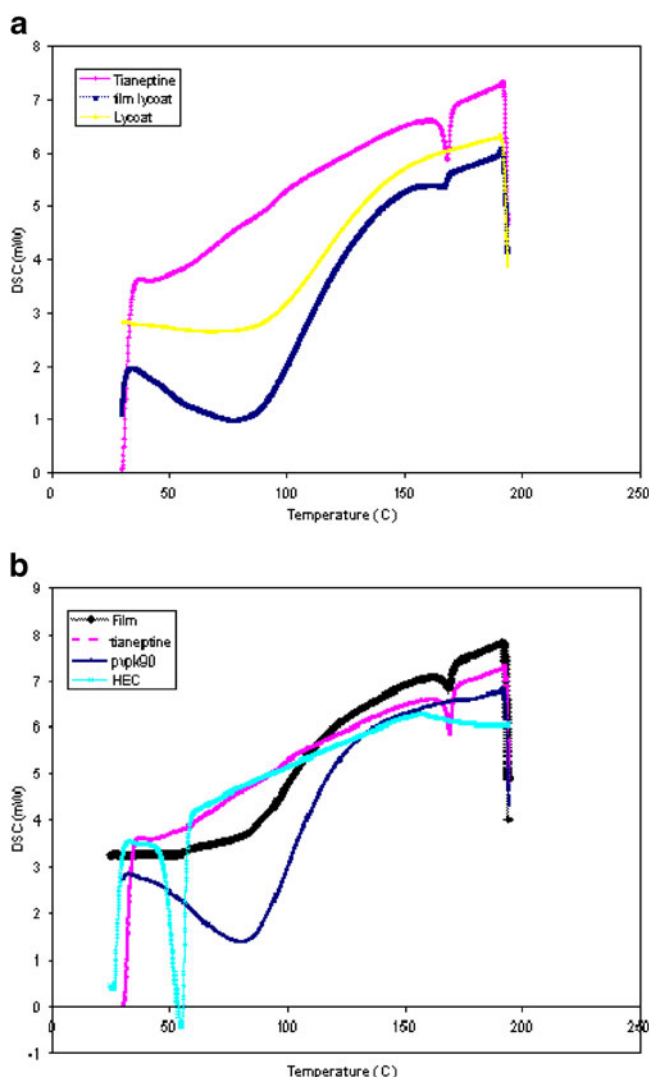 a
8
7
6
5
4
3
2
1
0
DSC (mW)
Tianeptine
film lycoat
Lycoat
0 50 100 150 200 250
Temperature ( C )
b
9
8
7
6
5
4
3
2
1
0
-1
DSC (mW)
Film
tianeptine
pvpk90
HEC
0 50 100 150 200 250
Temperature ( C )